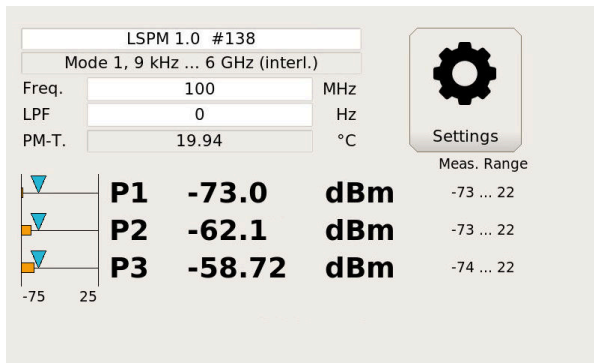 LSPM 1.0 #138
Mode 1, 9 kHz ... 6 GHz (interl.)
Freq. 100 MHz
LPF 0 Hz
PM-T. 19.94 °C
Settings
Meas. Range
P1 -73.0 dBm -73 ... 22
P2 -62.1 dBm -73 ... 22
P3 -58.72 dBm -74 ... 22
-75 25